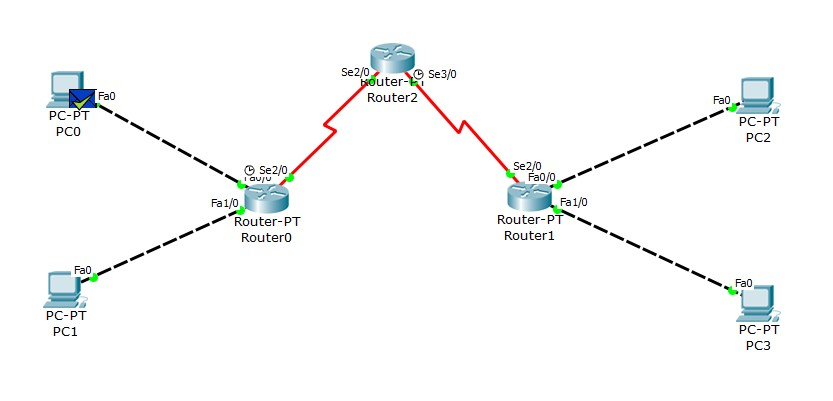 Se2/0
Se3/0
Router-PT
Router2
Fa0
PC-PT
PC0
Fa0
PC-PT
PC2
Se2/0
Fa0/0
Fa1/0
Router-PT
Router0
Se2/0
Fa0/0
Fa1/0
Router-PT
Router1
Fa0
PC-PT
PC1
Fa0
PC-PT
PC3